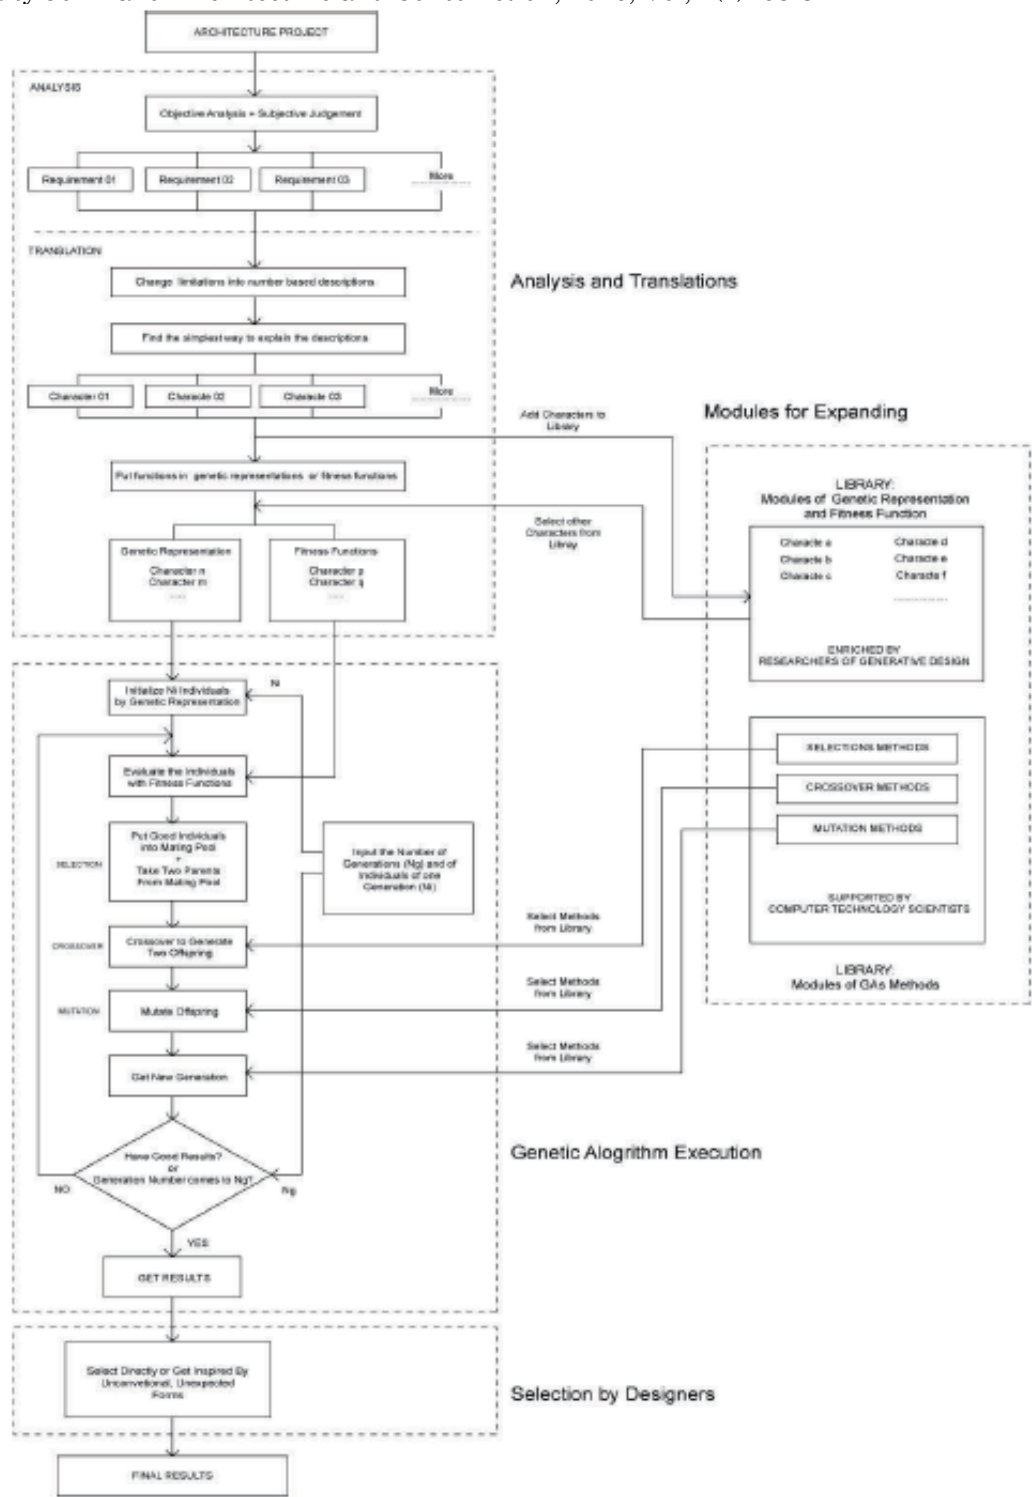 ARCHITECTURE PROJECT
ANALYSIS
Objective Analysis + Subjective Judgement
Requirement 01
Requirement 02
Requirement 03
More
TRANSLATION
Change limitations into number based descriptions
Find the simplest way to explain the descriptions
Character 01
Characte 02
Characte 03
More
Put functions in genetic representations or fitness functions
Genetic Representation
Character n
Character m
Fitness Functions
Character p
Character q
Analysis and Translations
Add Characters to
Library
Select other
Characters from
Library
Modules for Expanding
LIBRARY:
Modules of Genetic Representation
and Fitness Function
Characte a
Characte b
Characte c
Characte d
Characte e
Characte f
ENRICHED BY
RESEARCHERS OF GENERATIVE DESIGN
SELECTIONS METHODS
CROSSOVER METHODS
MUTATION METHODS
SUPPORTED BY
COMPUTER TECHNOLOGY SCIENTISTS
LIBRARY:
Modules of GAs Methods
Initialize Ni Individuals
by Genetic Representation
Ni
Evaluate the Individuals
with Fitness Functions
SELECTION
Put Good Individuals
into Mating Pool
+
Take Two Parents
From Mating Pool
Input the Number of
Generations (Ng) and of
Individuals of one
Generation (Ni)
CROSSOVER
Crossover to Generate
Two Offspring
Select Methods
from Library
MUTATION
Mutate Offspring
Select Methods
from Library
Get New Generation
Select Methods
from Library
Have Good Results?
or
Generation Number comes to Ng?
NO
Ng
YES
Genetic Alogrithm Execution
GET RESULTS
Select Directly or Get Inspired By
Unconvetional, Unexpected
Forms
Selection by Designers
FINAL RESULTS